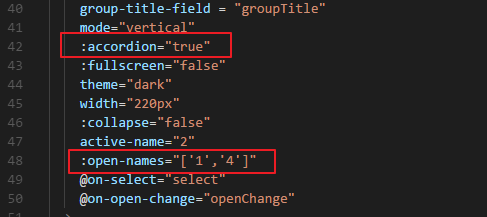 40 group-title-field = "groupTitle"
41 mode="vertical"
42 :accordion="true"
43 :fullscreen="false"
44 theme="dark"
45 width="220px"
46 :collapse="false"
47 active-name="2"
48 :open-names="['1','4']"
49 @on-select="select"
50 @on-open-change="openChange"
51 >